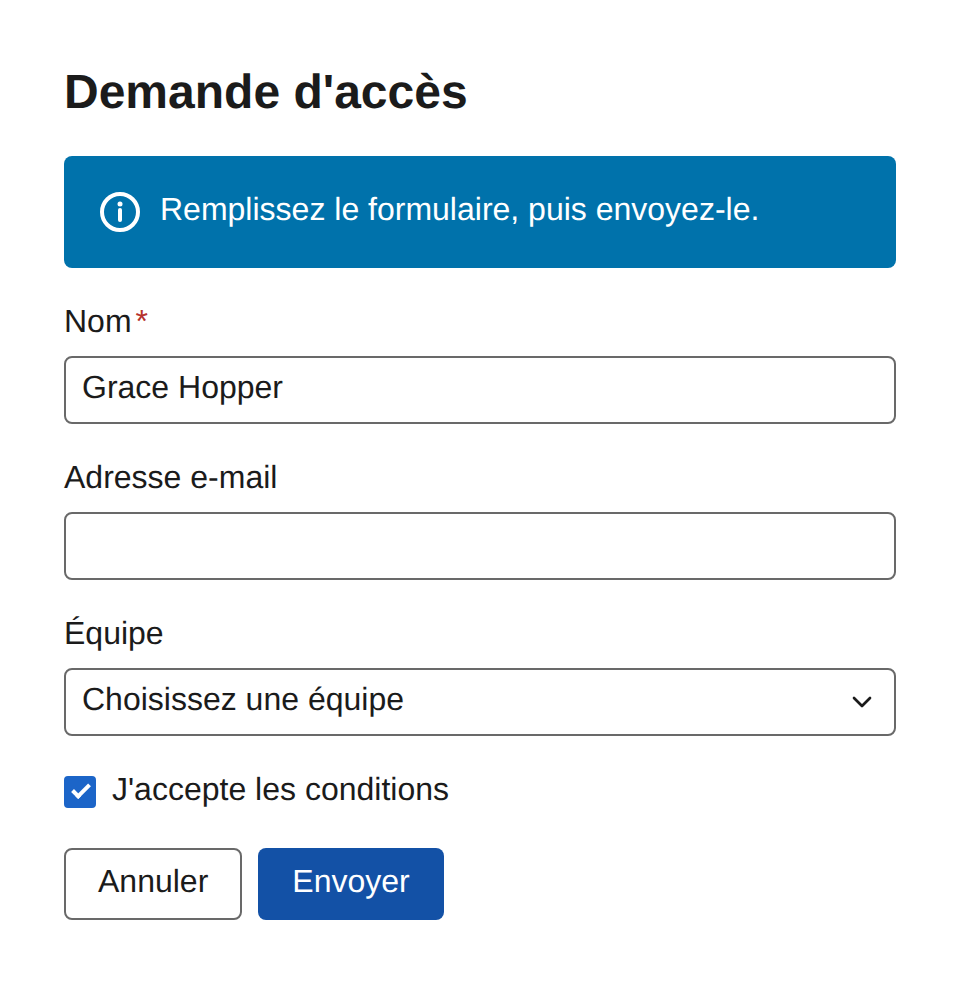 Demande d'accès
Remplissez le formulaire, puis envoyez-le.
Nom*
Grace Hopper
Adresse e-mail
Équipe
Choisissez une équipe
J'accepte les conditions
Annuler
Envoyer